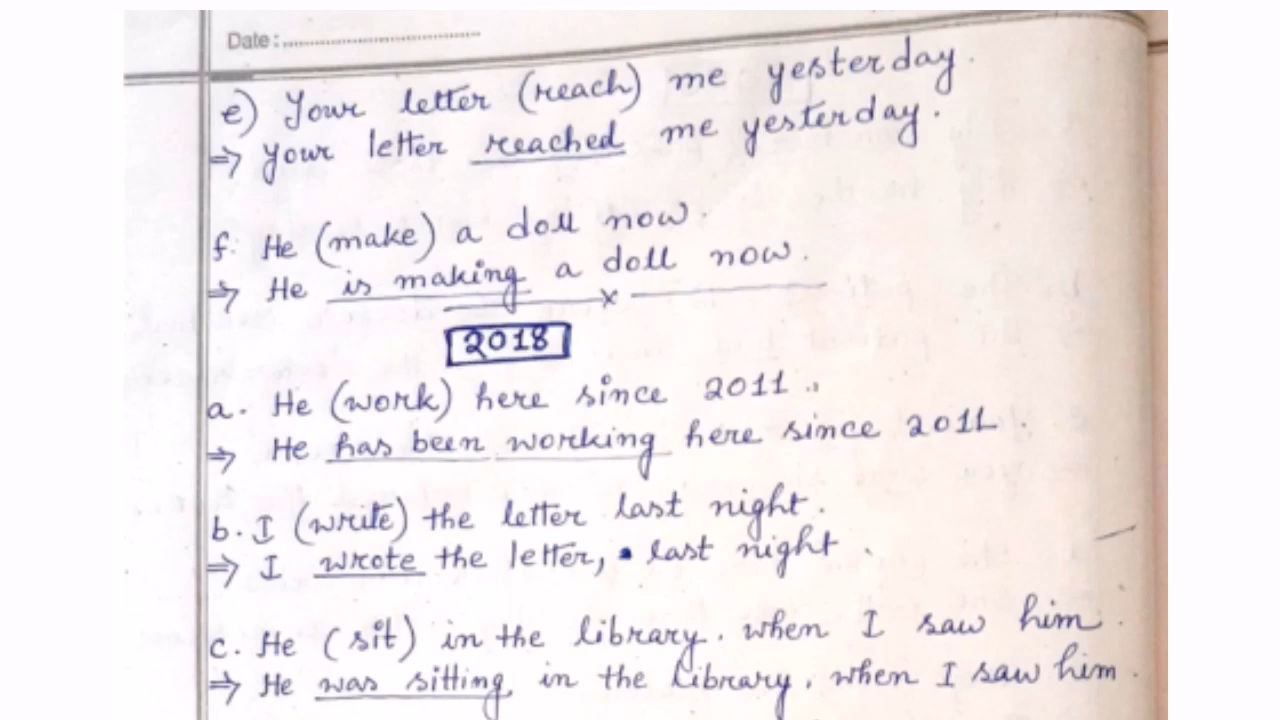 Date:
e) Your letter (reach) me yesterday.
⇒ your letter reached me yesterday.
f. He (make) a doll now.
⇒ He is making a doll now.
x
2018
a. He (work) here since 2011.
⇒ He has been working here since 2011.
b. I (write) the letter last night.
⇒ I wrote the letter, last night.
c. He (sit) in the library. when I saw him.
⇒ He was sitting in the library. when I saw him.